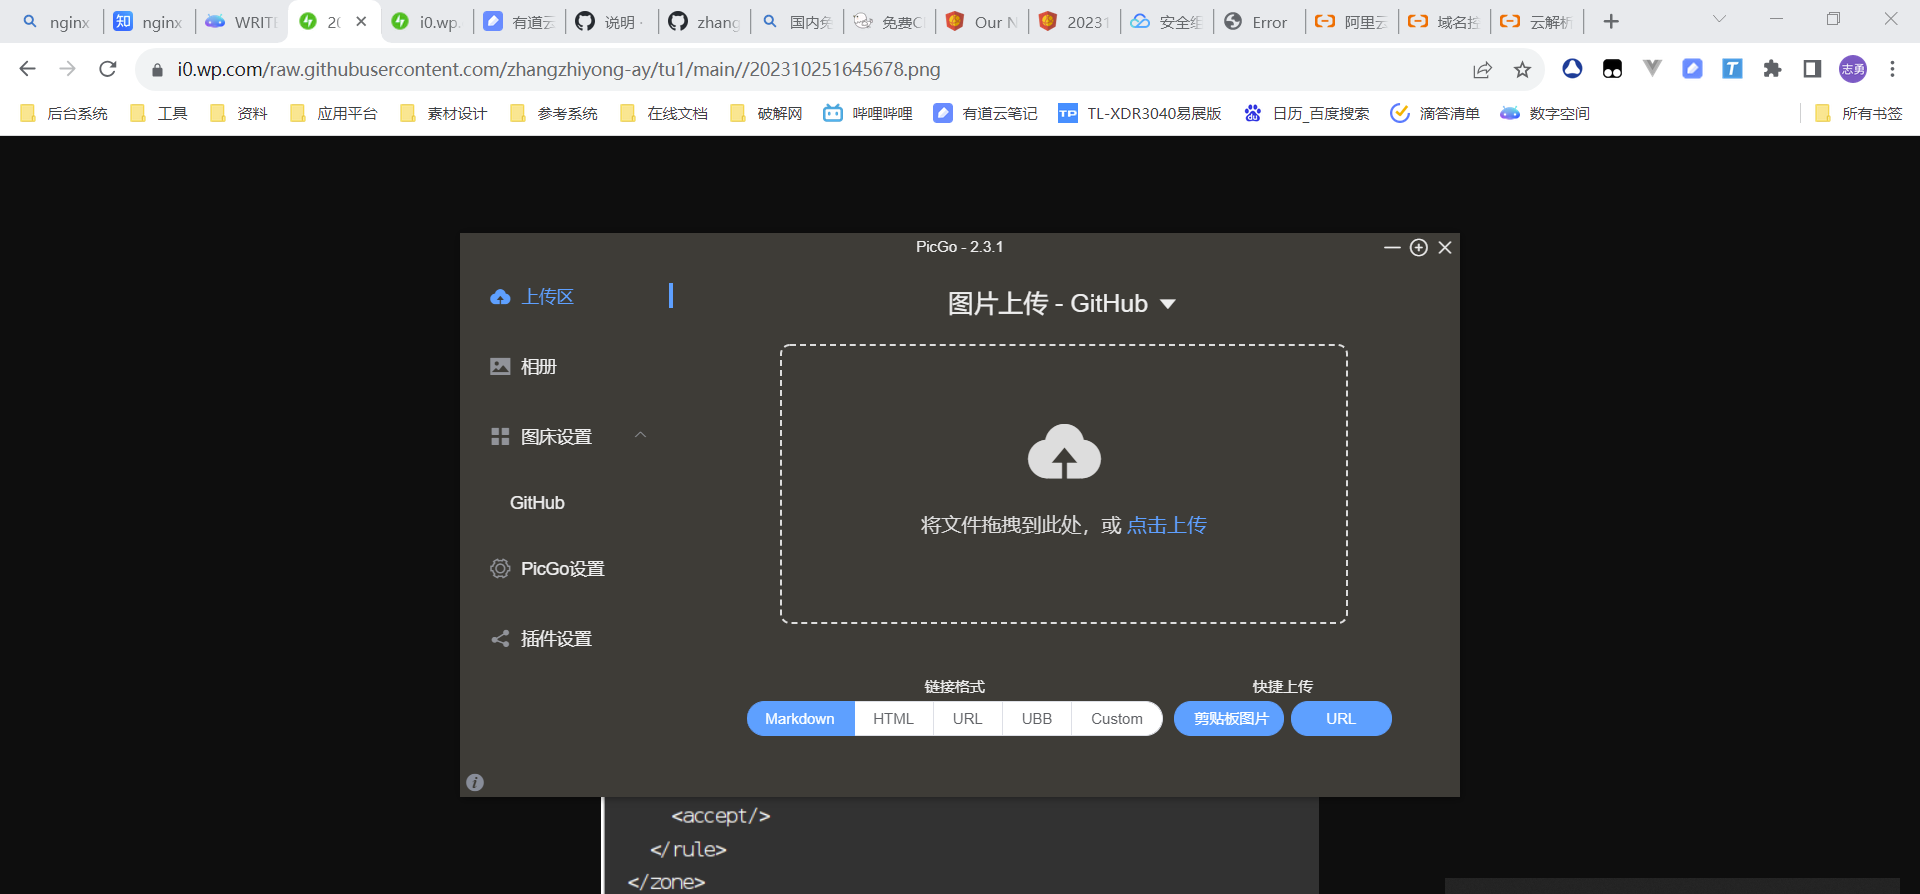 nginx
nginx
WRIT
20
i0.wp.
有道云
说明 ·
zhang
国内免
免费C
Our N
20231
安全组
Error
阿里云
域名控
云解析
i0.wp.com/raw.githubusercontent.com/zhangzhiyong-ay/tu1/main//202310251645678.png
志勇
后台系统
工具
资料
应用平台
素材设计
参考系统
在线文档
破解网
哔哩哔哩
有道云笔记
TL-XDR3040易展版
日历_百度搜索
滴答清单
数字空间
所有书签
PicGo - 2.3.1
上传区
图片上传 - GitHub
相册
图床设置
GitHub
将文件拖拽到此处，或 点击上传
PicGo设置
插件设置
链接格式
快捷上传
Markdown
HTML
URL
UBB
Custom
剪贴板图片
URL
<accept/>
</rule>
</zone>